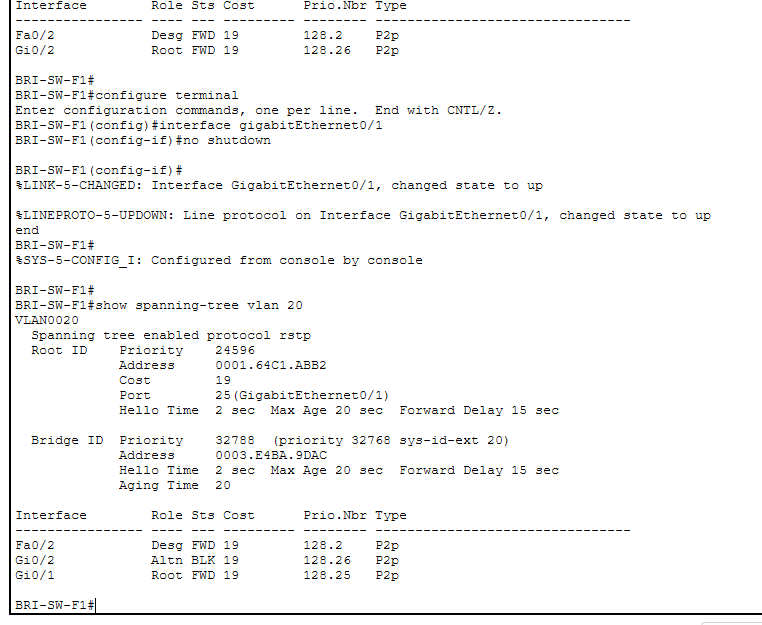 Interface        Role Sts Cost      Prio.Nbr Type
---------------- ---- --- --------- -------- --------------------------------
Fa0/2            Desg FWD 19        128.2    P2p
Gi0/2            Root FWD 19        128.26   P2p
BRI-SW-F1#
BRI-SW-F1#configure terminal
Enter configuration commands, one per line.  End with CNTL/Z.
BRI-SW-F1(config)#interface gigabitEthernet0/1
BRI-SW-F1(config-if)#no shutdown
BRI-SW-F1(config-if)#
%LINK-5-CHANGED: Interface GigabitEthernet0/1, changed state to up
%LINEPROTO-5-UPDOWN: Line protocol on Interface GigabitEthernet0/1, changed state to up
end
BRI-SW-F1#
%SYS-5-CONFIG_I: Configured from console by console
BRI-SW-F1#
BRI-SW-F1#show spanning-tree vlan 20
VLAN0020
  Spanning tree enabled protocol rstp
  Root ID    Priority    24596
             Address     0001.64C1.ABB2
             Cost        19
             Port        25(GigabitEthernet0/1)
             Hello Time  2 sec  Max Age 20 sec  Forward Delay 15 sec
  Bridge ID  Priority    32788  (priority 32768 sys-id-ext 20)
             Address     0003.E4BA.9DAC
             Hello Time  2 sec  Max Age 20 sec  Forward Delay 15 sec
             Aging Time  20
Interface        Role Sts Cost      Prio.Nbr Type
---------------- ---- --- --------- -------- --------------------------------
Fa0/2            Desg FWD 19        128.2    P2p
Gi0/2            Altn BLK 19        128.26   P2p
Gi0/1            Root FWD 19        128.25   P2p
BRI-SW-F1#